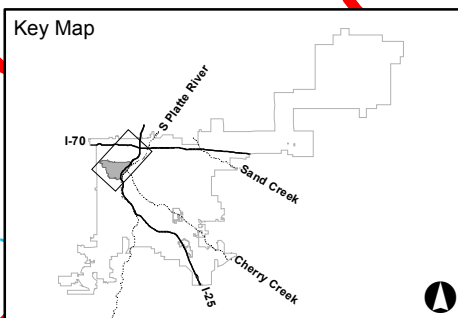 Key Map
S Platte River
I-70
Sand Creek
Cherry Creek
I-25